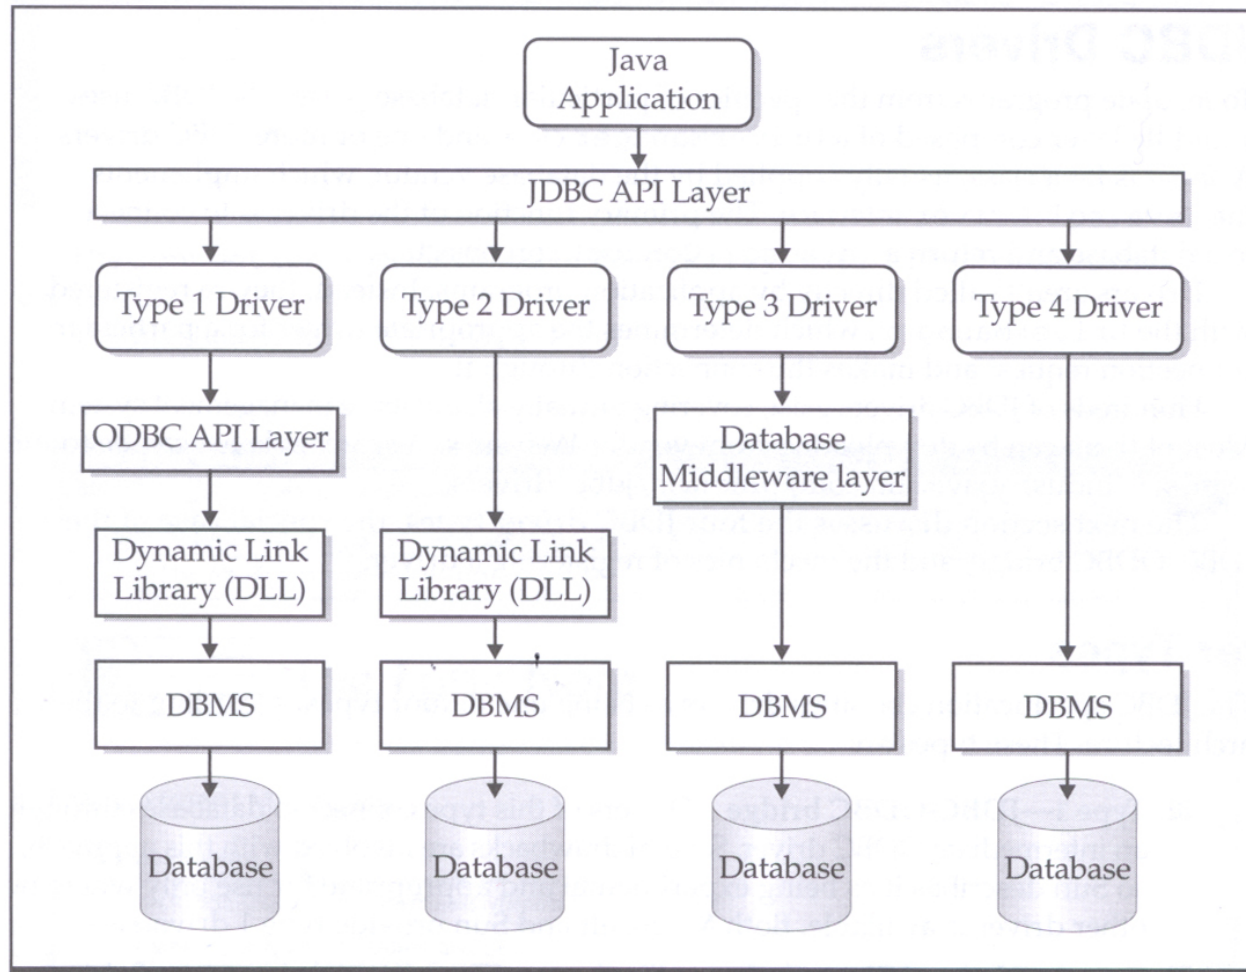 Java
Application
JDBC API Layer
Type 1 Driver
Type 2 Driver
Type 3 Driver
Type 4 Driver
ODBC API Layer
Database
Middleware layer
Dynamic Link
Library (DLL)
Dynamic Link
Library (DLL)
DBMS
DBMS
DBMS
DBMS
Database
Database
Database
Database